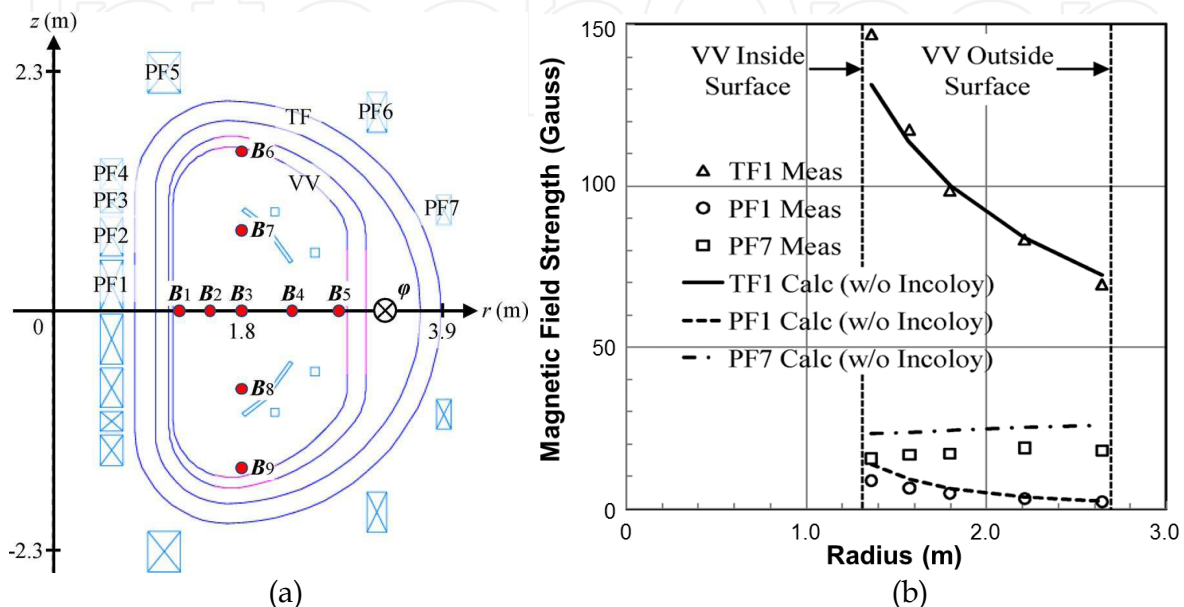 z (m)
2.3
PF5
TF
PF6
B6
VV
PF4
PF3
PF7
PF2
B7
PF1
B1 B2 B3 B4 B5 φ
r (m)
0
1.8
3.9
B8
B9
-2.3
(a)
Magnetic Field Strength (Gauss)
150
100
50
0
VV Inside
Surface
VV Outside
Surface
TF1 Meas
PF1 Meas
PF7 Meas
TF1 Calc (w/o Incoloy)
PF1 Calc (w/o Incoloy)
PF7 Calc (w/o Incoloy)
0 1.0 2.0 3.0
Radius (m)
(b)